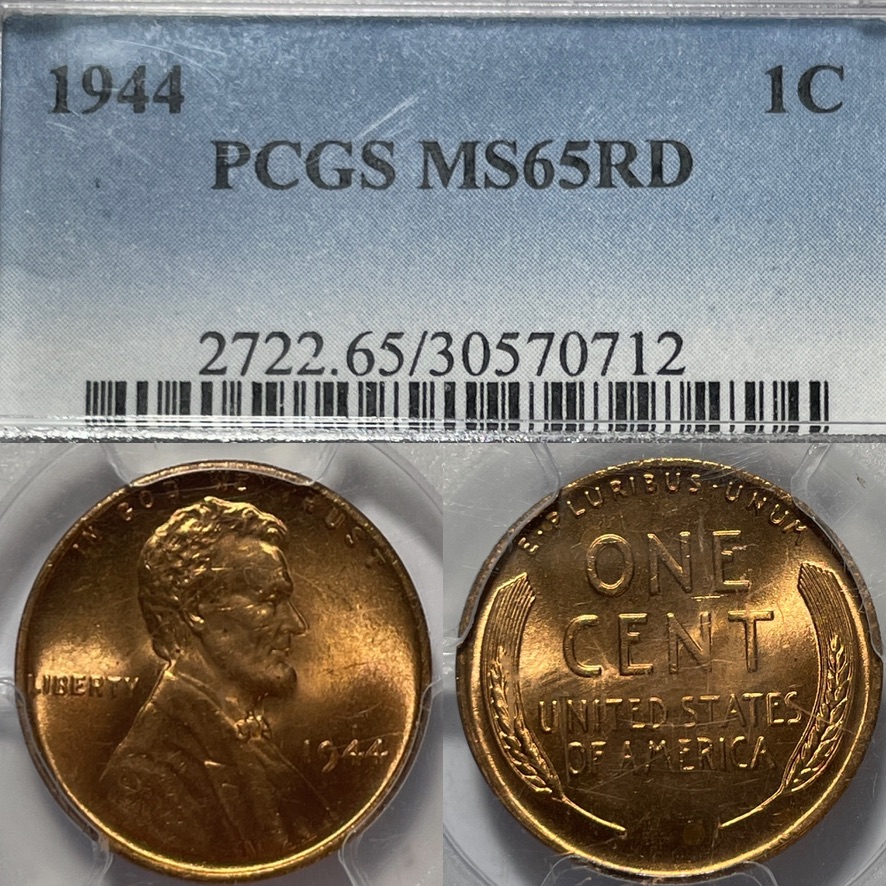 1944 1C
PCGS MS65RD
2722.65/30570712
IN GOD WE TRUST
LIBERTY
1944
E·PLURIBUS·UNUM
ONE
CENT
UNITED STATES
OF AMERICA